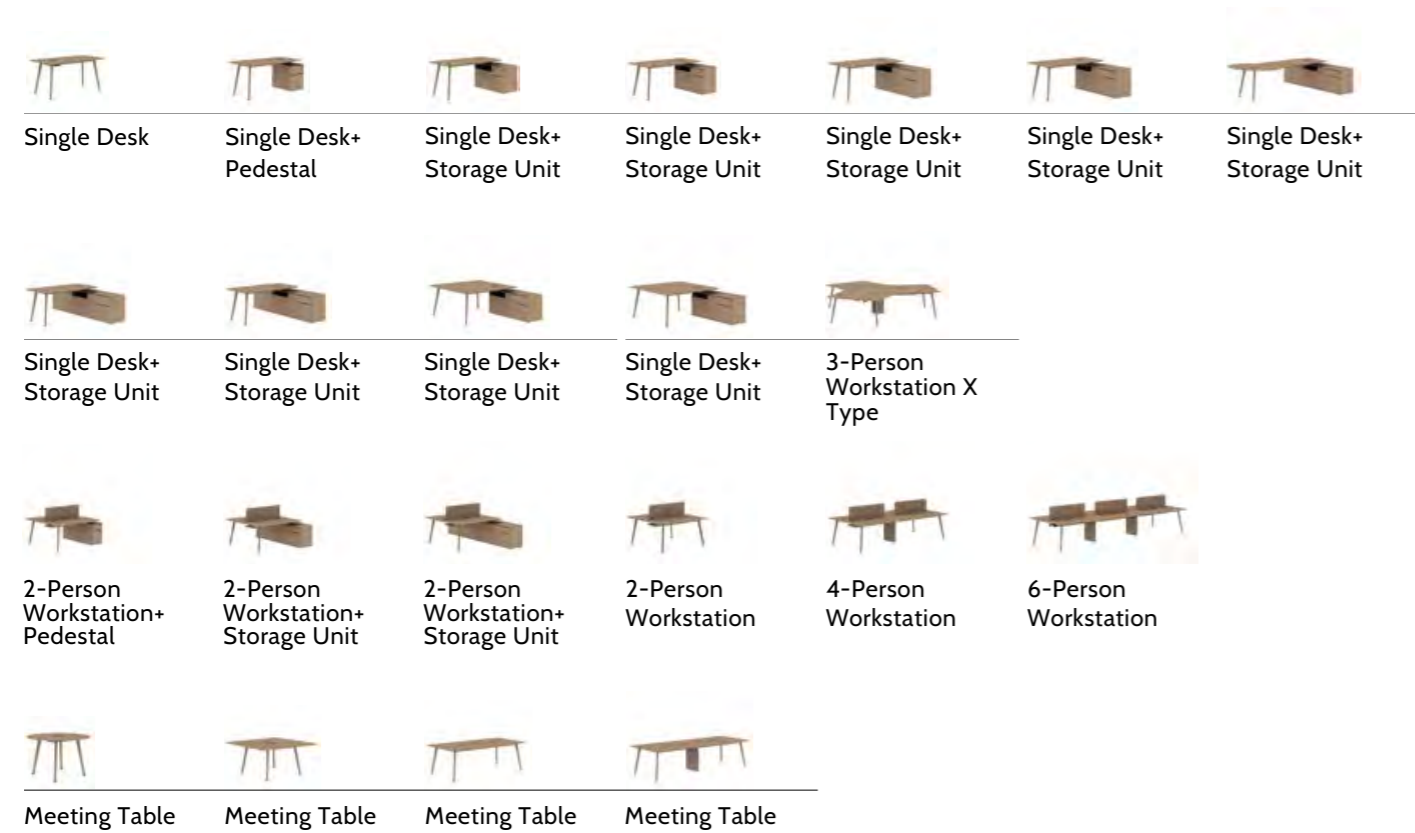 Single Desk
Single Desk+
Pedestal
Single Desk+
Storage Unit
Single Desk+
Storage Unit
Single Desk+
Storage Unit
Single Desk+
Storage Unit
Single Desk+
Storage Unit
Single Desk+
Storage Unit
Single Desk+
Storage Unit
Single Desk+
Storage Unit
Single Desk+
Storage Unit
3-Person
Workstation X
Type
2-Person
Workstation+
Pedestal
2-Person
Workstation+
Storage Unit
2-Person
Workstation+
Storage Unit
2-Person
Workstation
4-Person
Workstation
6-Person
Workstation
Meeting Table
Meeting Table
Meeting Table
Meeting Table